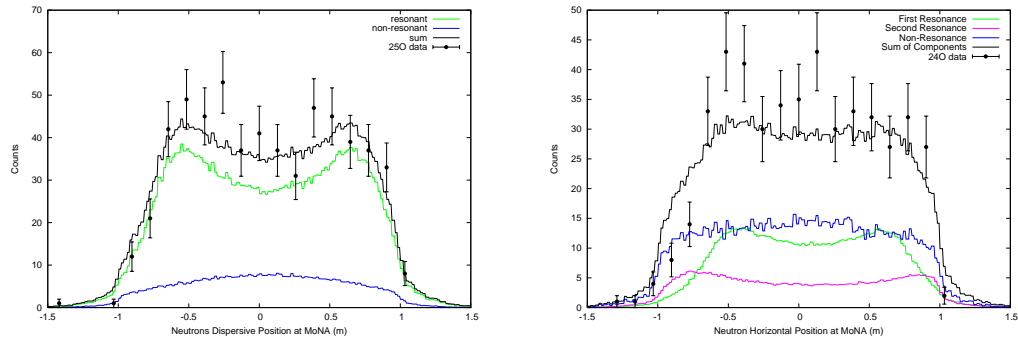 70
60
50
40
30
20
10
0
-1.5
-1
-0.5
0
0.5
1
1.5
Counts
Neutrons Dispersive Position at MoNA (m)
resonant
non-resonant
sum
25O data
50
45
40
35
30
25
20
15
10
5
0
-1.5
-1
-0.5
0
0.5
1
1.5
Counts
Neutron Horizontal Position at MoNA (m)
First Resonance
Second Resonance
Non-Resonance
Sum of Components
24O data